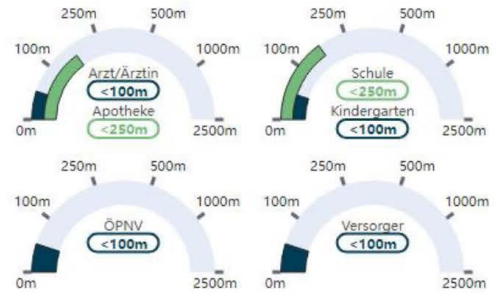 250m 500m
100m 1000m
Arzt/Ärztin
<100m
Apotheke
<250m
0m 2500m
250m 500m
100m 1000m
Schule
<250m
Kindergarten
<100m
0m 2500m
250m 500m
100m 1000m
ÖPNV
<100m
0m 2500m
250m 500m
100m 1000m
Versorger
<100m
0m 2500m